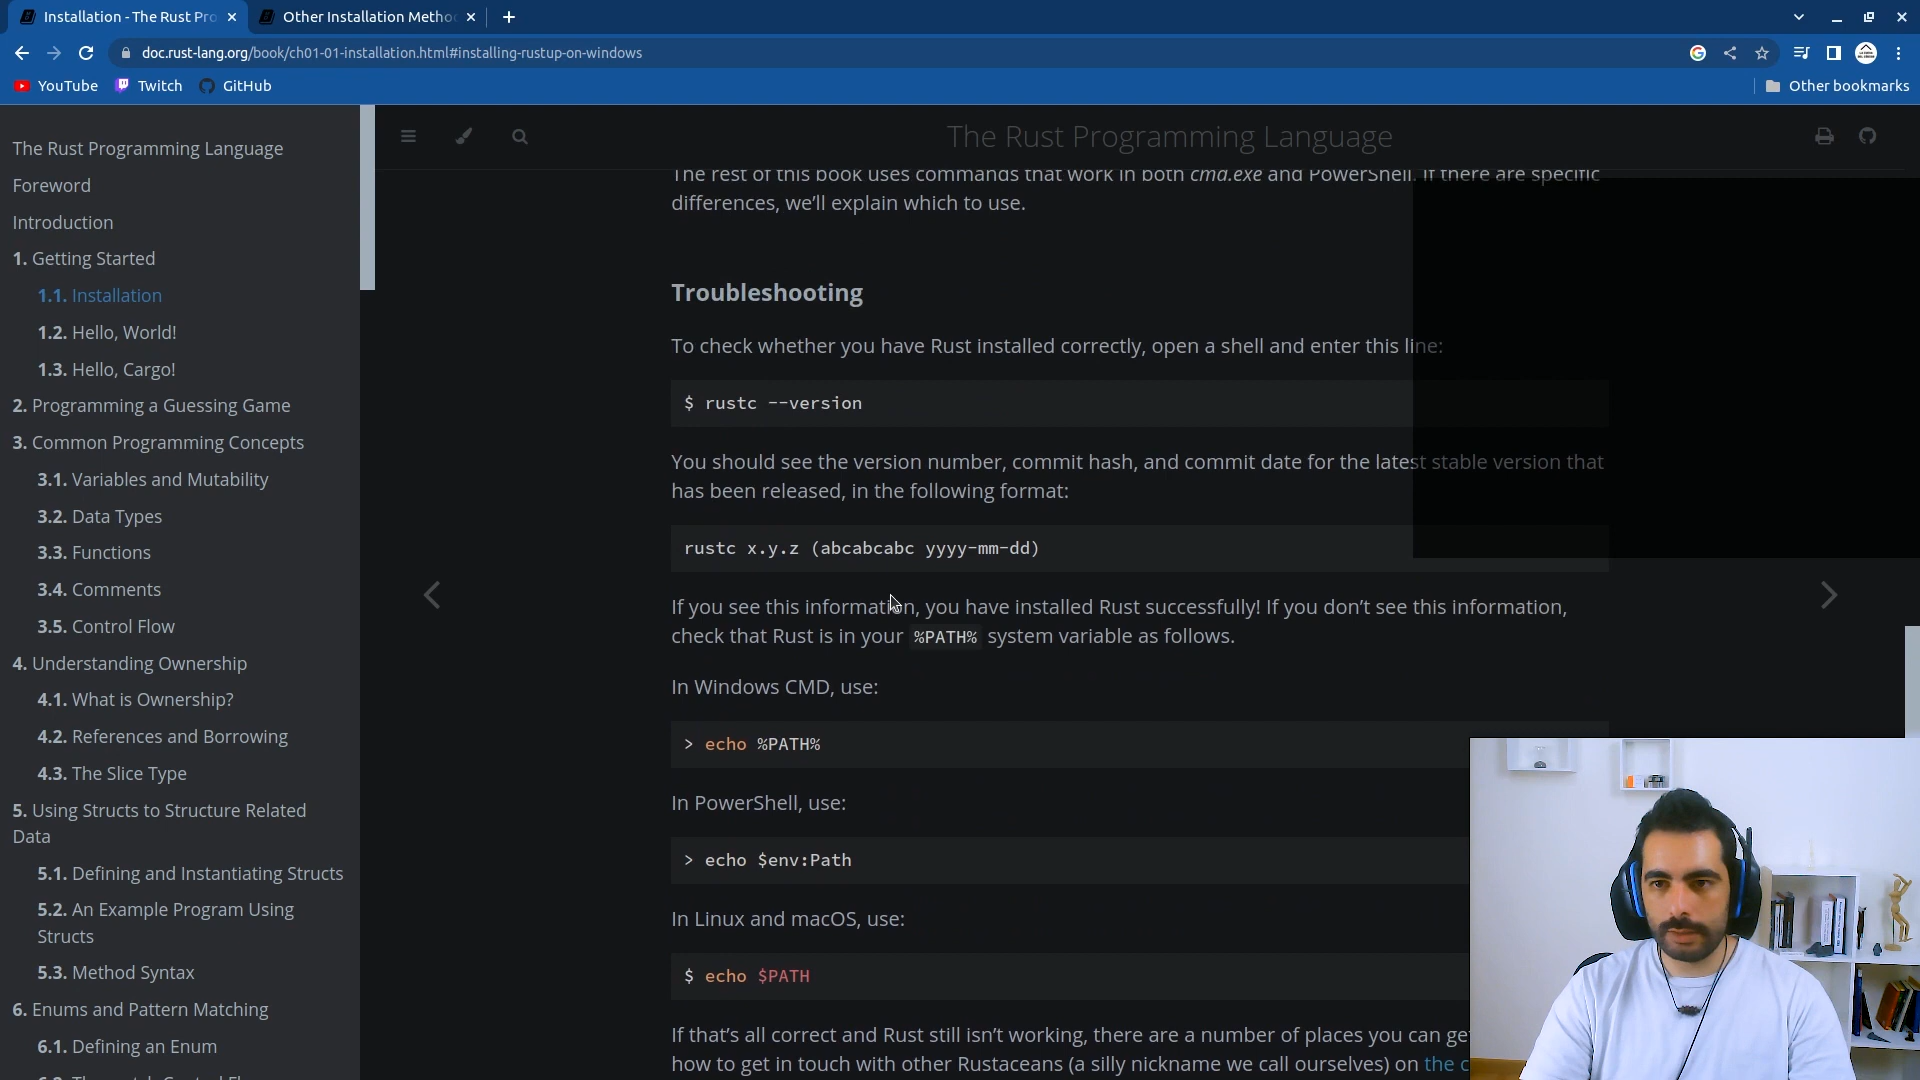 Installation - The Rust Pro
Other Installation Metho
doc.rust-lang.org/book/ch01-01-installation.html#installing-rustup-on-windows
YouTube
Twitch
GitHub
Other bookmarks
The Rust Programming Language
Foreword
Introduction
1. Getting Started
1.1. Installation
1.2. Hello, World!
1.3. Hello, Cargo!
2. Programming a Guessing Game
3. Common Programming Concepts
3.1. Variables and Mutability
3.2. Data Types
3.3. Functions
3.4. Comments
3.5. Control Flow
4. Understanding Ownership
4.1. What is Ownership?
4.2. References and Borrowing
4.3. The Slice Type
5. Using Structs to Structure Related
Data
5.1. Defining and Instantiating Structs
5.2. An Example Program Using
Structs
5.3. Method Syntax
6. Enums and Pattern Matching
6.1. Defining an Enum
The Rust Programming Language
The rest of this book uses commands that work in both cmd.exe and PowerShell. If there are specific
differences, we'll explain which to use.
Troubleshooting
To check whether you have Rust installed correctly, open a shell and enter this line:
$ rustc --version
You should see the version number, commit hash, and commit date for the latest stable version that
has been released, in the following format:
rustc x.y.z (abcabcabc yyyy-mm-dd)
If you see this information, you have installed Rust successfully! If you don't see this information,
check that Rust is in your %PATH% system variable as follows.
In Windows CMD, use:
> echo %PATH%
In PowerShell, use:
> echo $env:Path
In Linux and macOS, use:
$ echo $PATH
If that's all correct and Rust still isn't working, there are a number of places you can ge
how to get in touch with other Rustaceans (a silly nickname we call ourselves) on the c